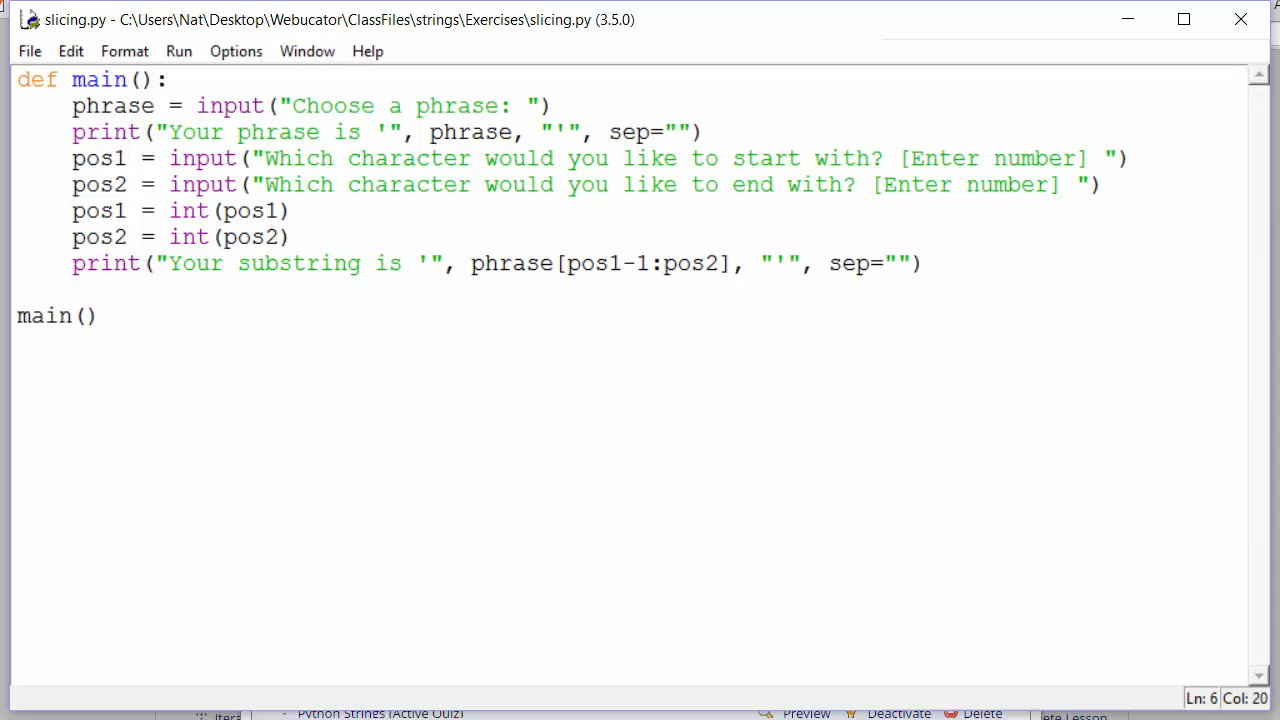 slicing.py - C:\Users\Nat\Desktop\Webucator\ClassFiles\strings\Exercises\slicing.py (3.5.0)
File Edit Format Run Options Window Help
def main():
    phrase = input("Choose a phrase: ")
    print("Your phrase is '", phrase, "'", sep="")
    pos1 = input("Which character would you like to start with? [Enter number] ")
    pos2 = input("Which character would you like to end with? [Enter number] ")
    pos1 = int(pos1)
    pos2 = int(pos2)
    print("Your substring is '", phrase[pos1-1:pos2], "'", sep="")
main()
Ln: 6 Col: 20
Python Strings (Active Quiz) Preview Deactivate Delete Lesson